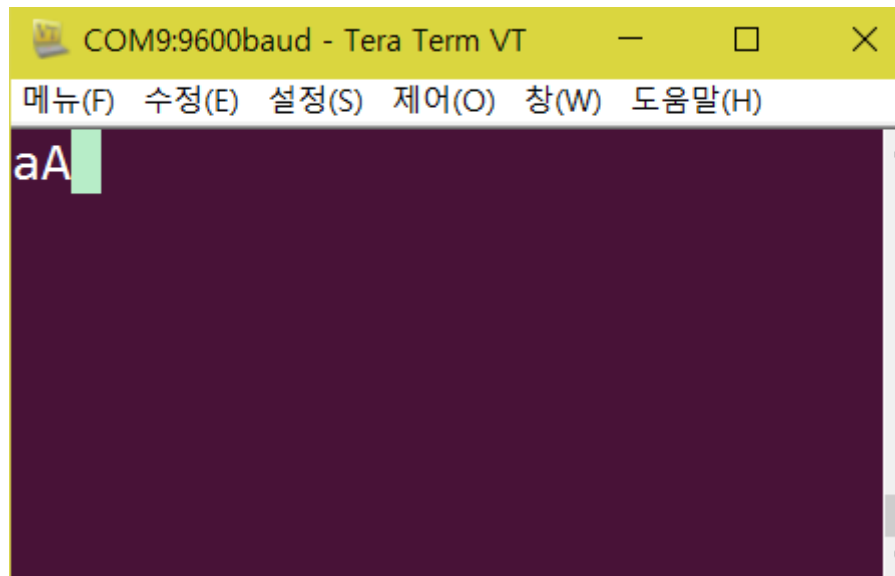 COM9:9600baud - Tera Term VT
메뉴(F) 수정(E) 설정(S) 제어(O) 창(W) 도움말(H)
aA